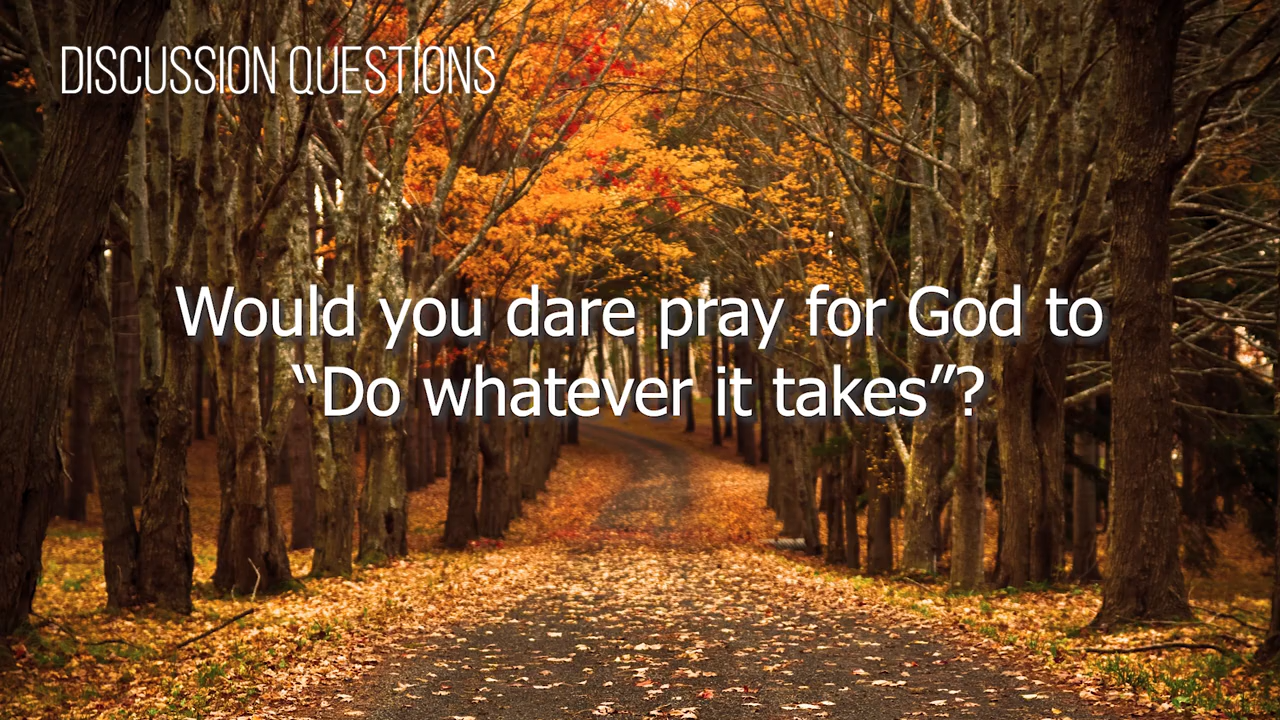 DISCUSSION QUESTIONS
Would you dare pray for God to
“Do whatever it takes”?